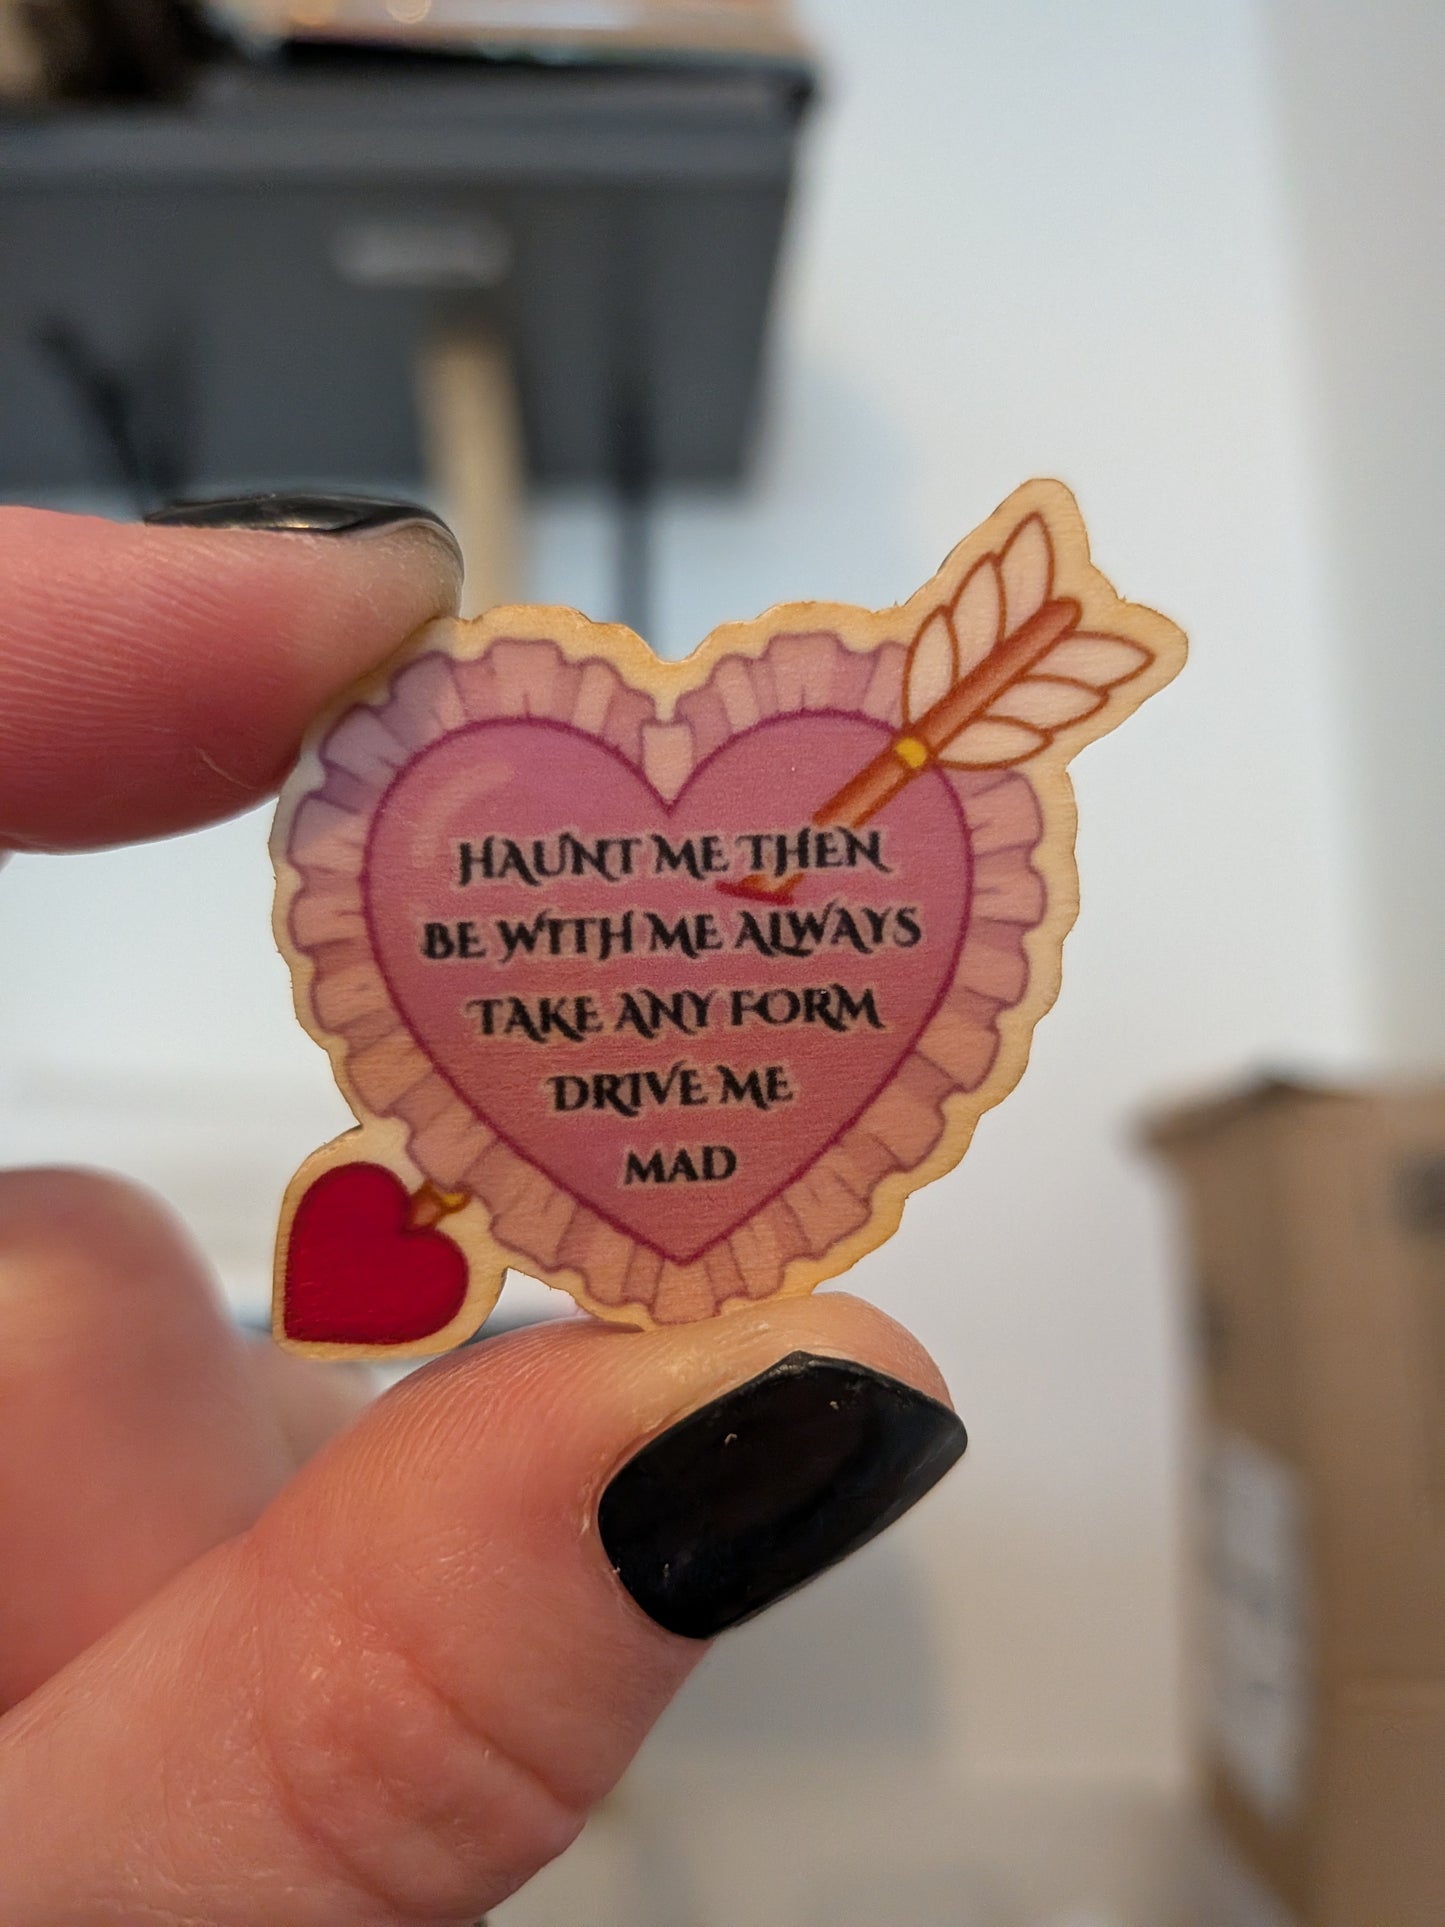 HAUNT ME THEN
BE WITH ME ALWAYS
TAKE ANY FORM
DRIVE ME
MAD